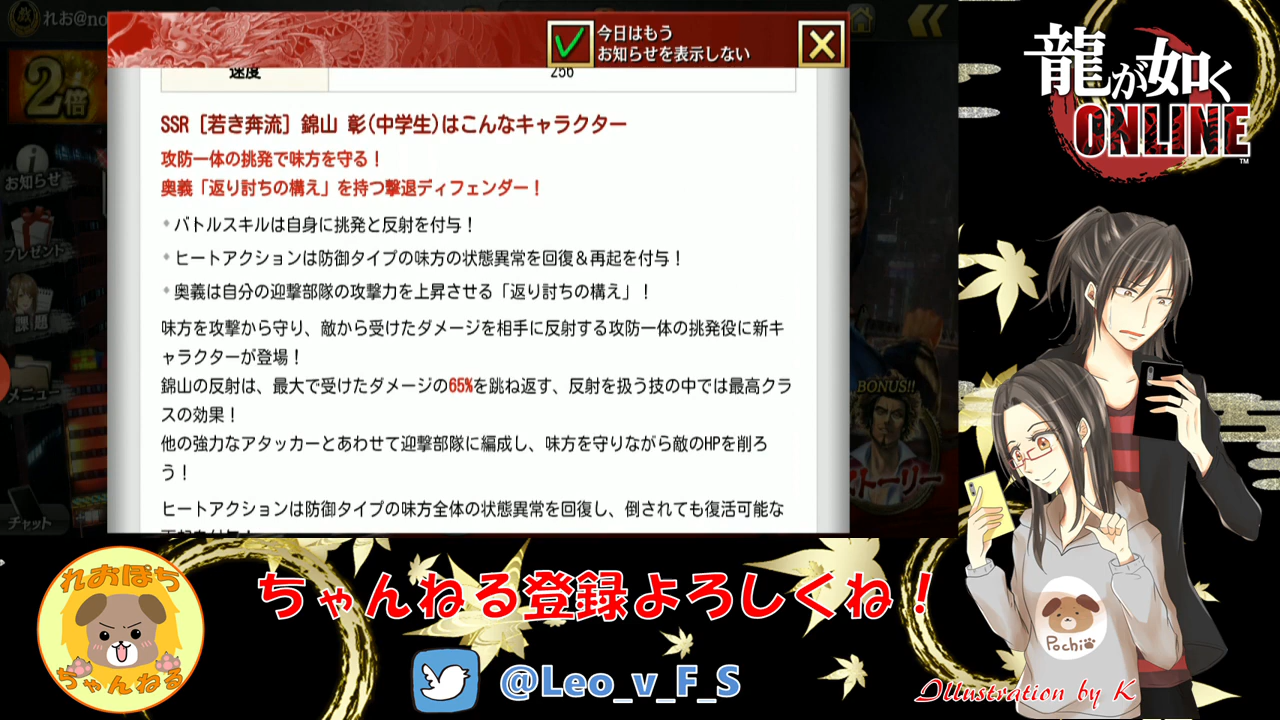 れお@no
今日はもう
お知らせを表示しない
2倍
お知らせ
プレゼント
課題
メニュー
チャット
速度
256
SSR [若き奔流] 錦山 彰(中学生)はこんなキャラクター
攻防一体の挑発で味方を守る！
奥義「返り討ちの構え」を持つ撃退ディフェンダー！
・バトルスキルは自身に挑発と反射を付与！
・ヒートアクションは防御タイプの味方の状態異常を回復＆再起を付与！
・奥義は自分の迎撃部隊の攻撃力を上昇させる「返り討ちの構え」！
味方を攻撃から守り、敵から受けたダメージを相手に反射する攻防一体の挑発役に新キ
ャラクターが登場！
錦山の反射は、最大で受けたダメージの65%を跳ね返す、反射を扱う技の中では最高クラ
スの効果！
他の強力なアタッカーとあわせて迎撃部隊に編成し、味方を守りながら敵のHPを削ろ
う！
ヒートアクションは防御タイプの味方全体の状態異常を回復し、倒されても復活可能な
BONUS!!
ストーリー
龍が如く
ONLINE
TM
Pochi
れおぽち
ちゃんねる
ちゃんねる登録よろしくね！
@Leo_v_F_S
Illustration by K